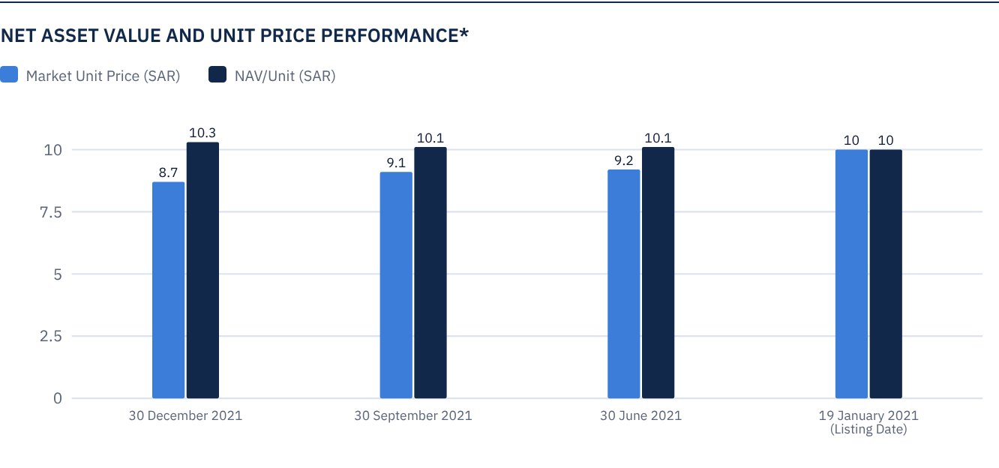 NET ASSET VALUE AND UNIT PRICE PERFORMANCE*
Market Unit Price (SAR) NAV/Unit (SAR)
10
7.5
5
2.5
0
8.7 10.3
9.1 10.1
9.2 10.1
10 10
30 December 2021
30 September 2021
30 June 2021
19 January 2021
(Listing Date)